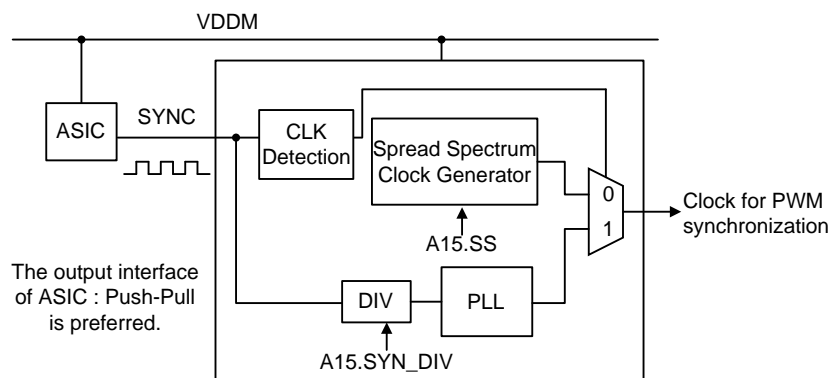 VDDM
ASIC
SYNC
CLK
Detection
Spread Spectrum
Clock Generator
A15.SS
0
1
Clock for PWM
synchronization
The output interface
of ASIC : Push-Pull
is preferred.
DIV
PLL
A15.SYN_DIV